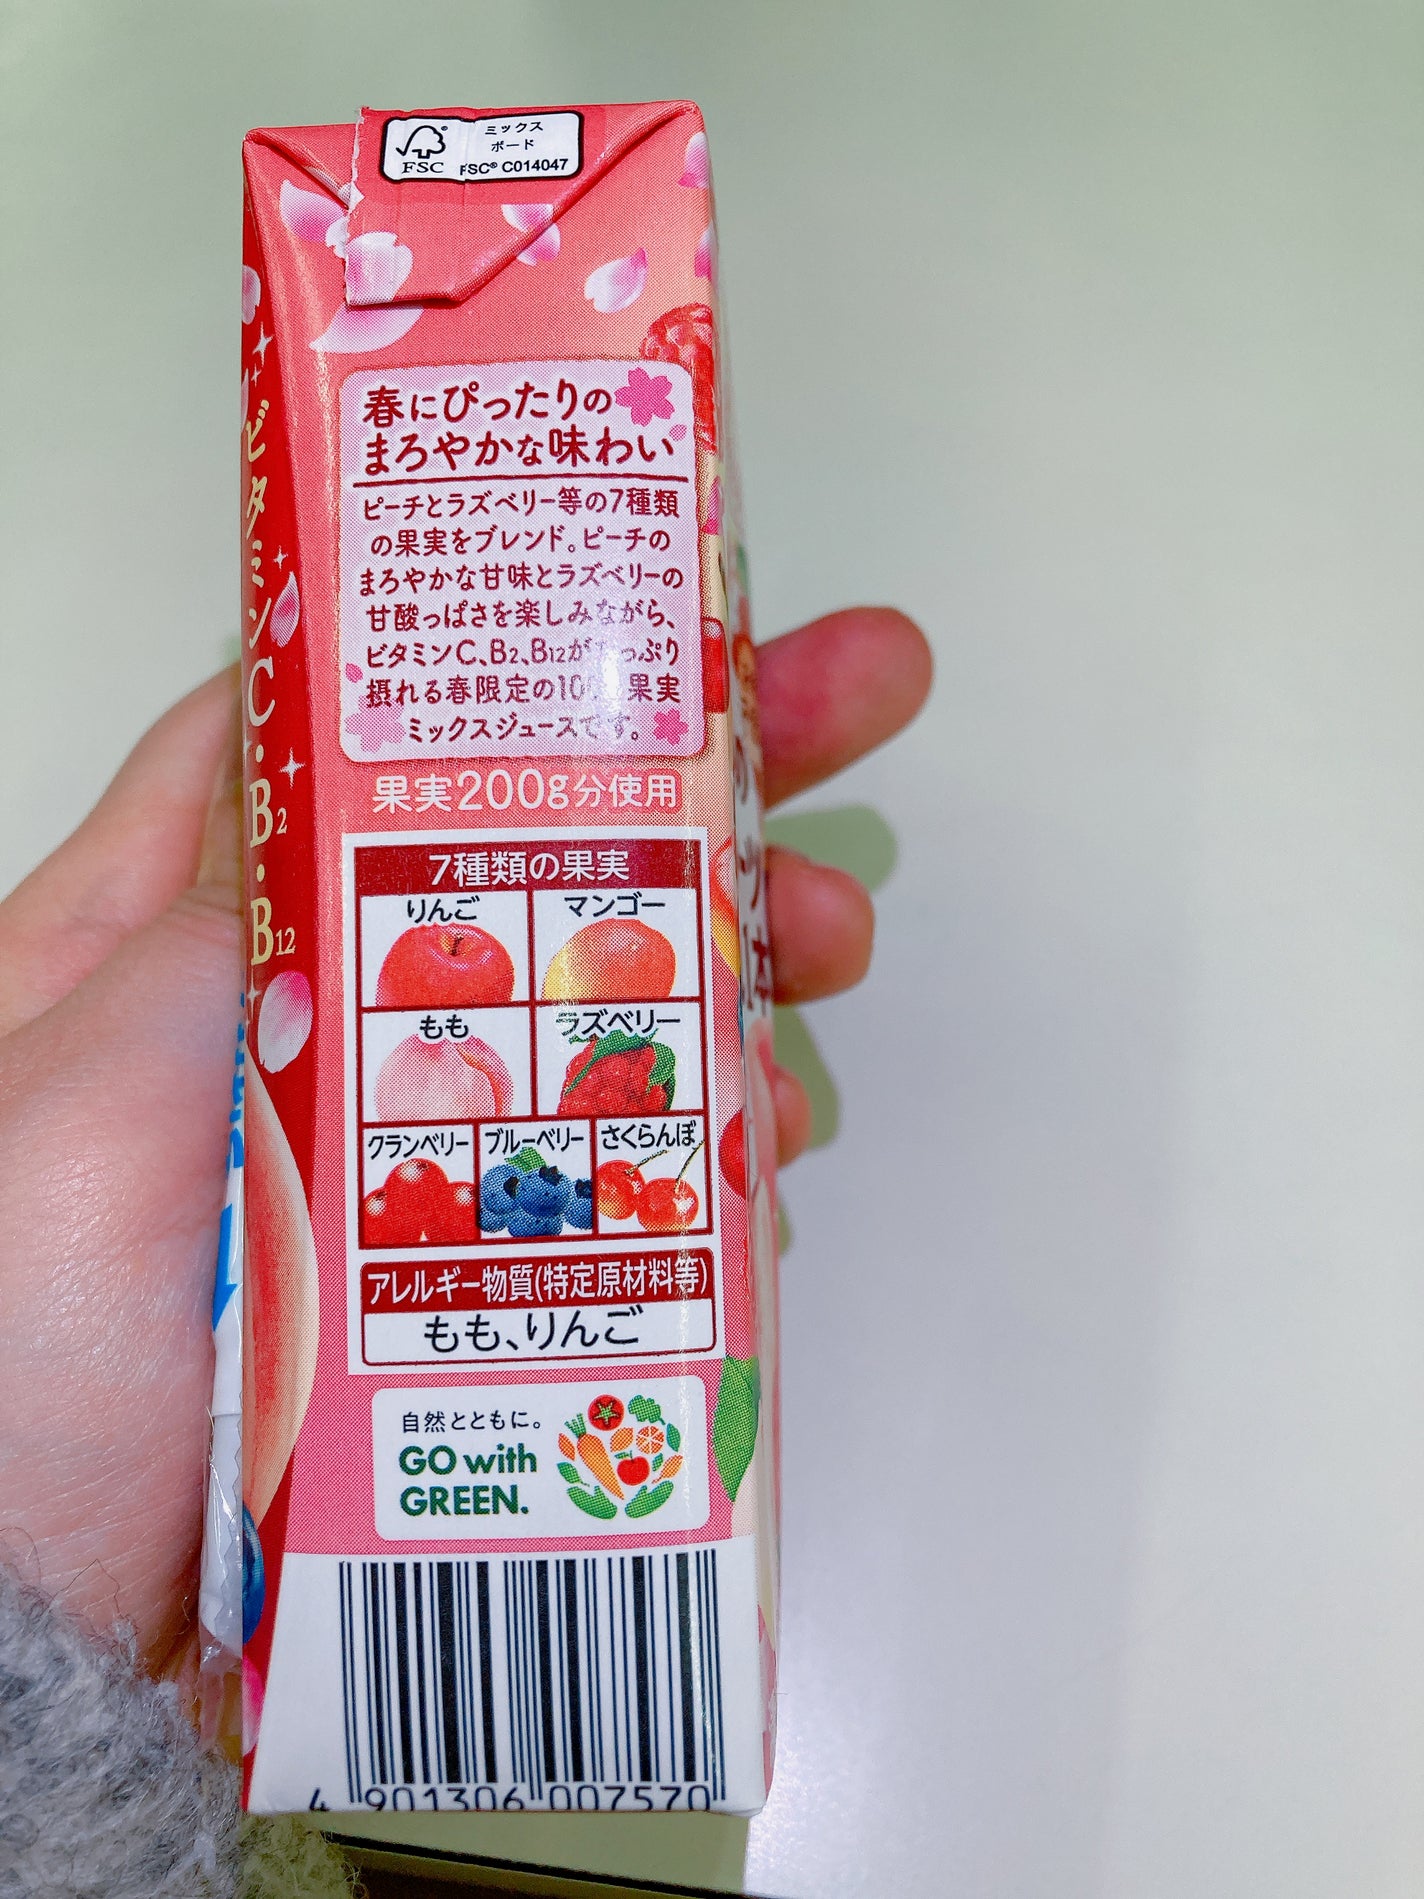 FSC
ミックス
ボード
FSC® C014047
ビタミンC・B2・B12
春にぴったりの
まろやかな味わい
ピーチとラズベリー等の7種類
の果実をブレンド。ピーチの
まろやかな甘味とラズベリーの
甘酸っぱさを楽しみながら、
ビタミンC、B2、B12がたっぷり
摂れる春限定の100%果実
ミックスジュースです。
果実200g分使用
7種類の果実
りんご
マンゴー
もも
ラズベリー
クランベリー
ブルーベリー
さくらんぼ
アレルギー物質(特定原材料等)
もも、りんご
自然とともに。
GO with
GREEN.
4 901306 007570